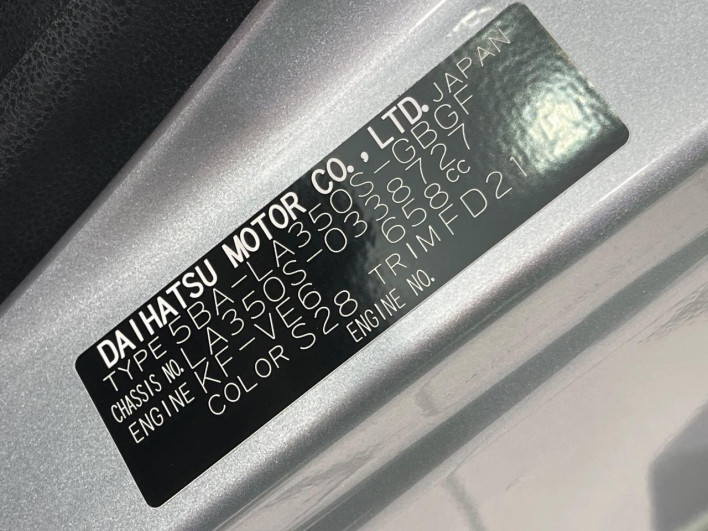 DAIHATSU MOTOR CO., LTD. JAPAN
TYPE 5BA-LA350S-GBGF
CHASSIS NO. LA350S-0338727
ENGINE KF-VE6 658cc
COLOR S28 TRIM FD21
ENGINE NO.